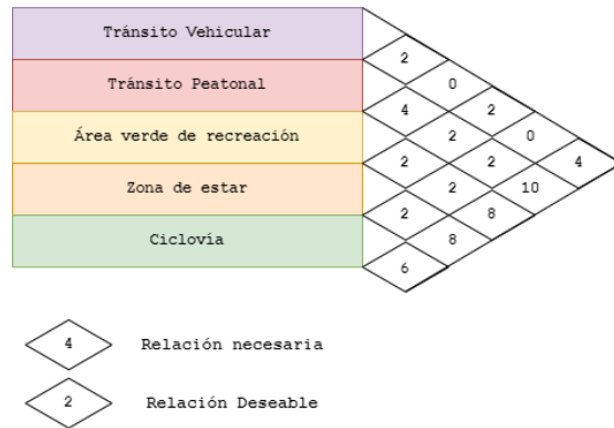 Tránsito Vehicular
2
Tránsito Peatonal
0
4
2
Área verde de recreación
2
0
2
2
4
Zona de estar
2
10
2
8
Ciclovía
8
6
4
Relación necesaria
2
Relación Deseable